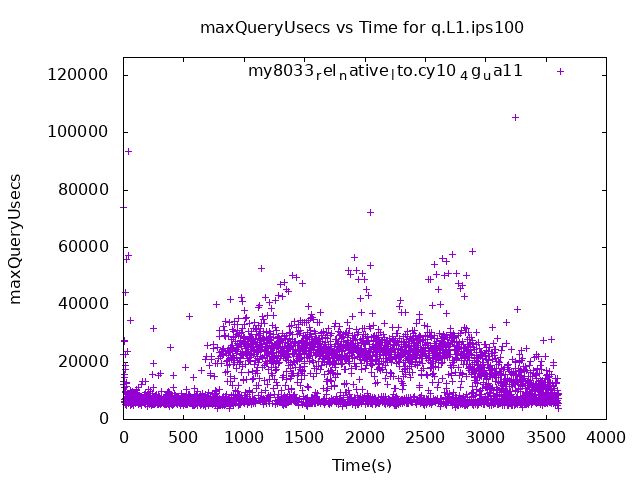 maxQueryUsecs vs Time for q.L1.ips100
my8033_rel_native_lto.cy10_4g_ua11
120000
100000
80000
60000
40000
20000
0
maxQueryUsecs
0 500 1000 1500 2000 2500 3000 3500 4000
Time(s)